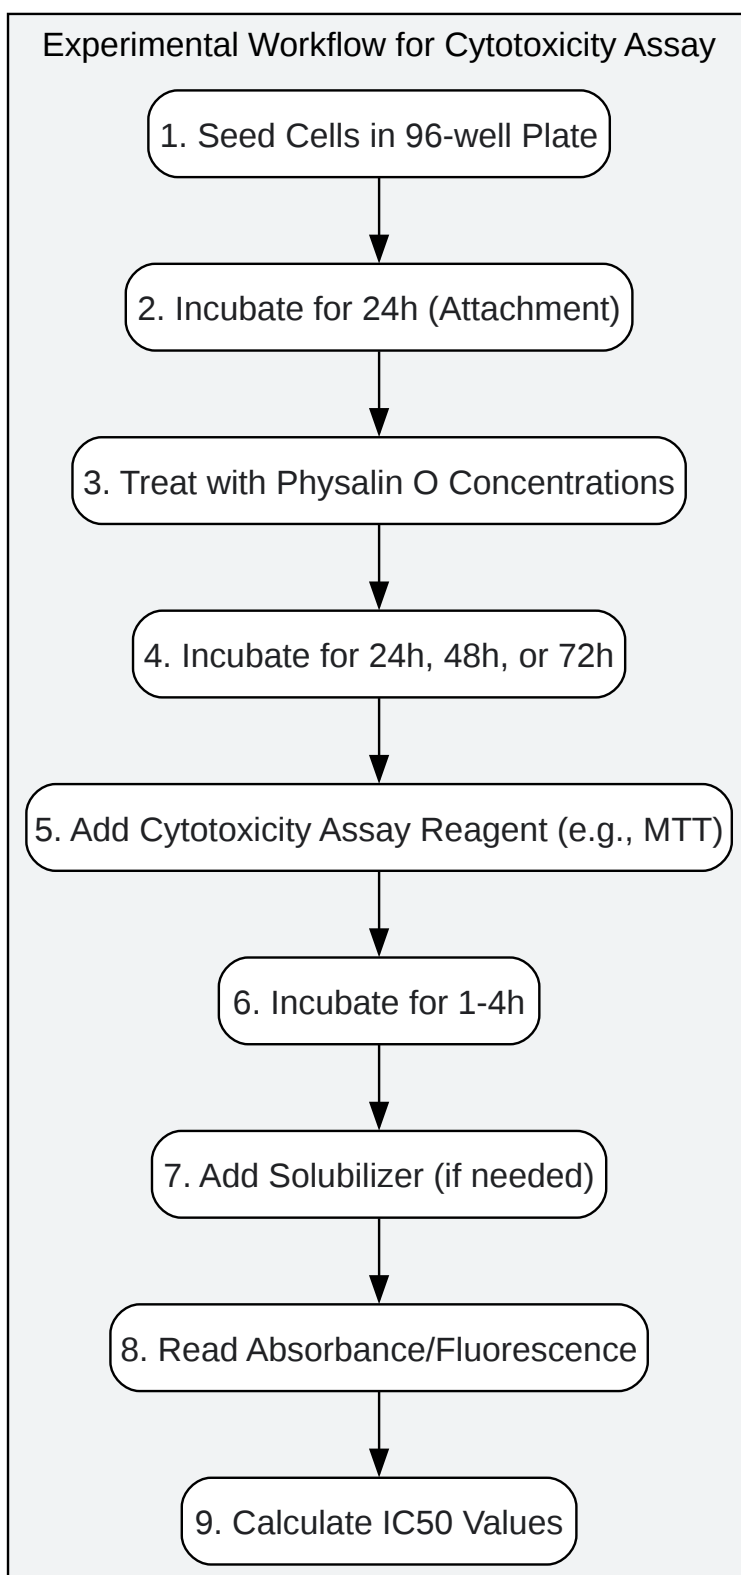 Experimental Workflow for Cytotoxicity Assay
1. Seed Cells in 96-well Plate
2. Incubate for 24h (Attachment)
3. Treat with Physalin O Concentrations
4. Incubate for 24h, 48h, or 72h
5. Add Cytotoxicity Assay Reagent (e.g., MTT)
6. Incubate for 1-4h
7. Add Solubilizer (if needed)
8. Read Absorbance/Fluorescence
9. Calculate IC50 Values